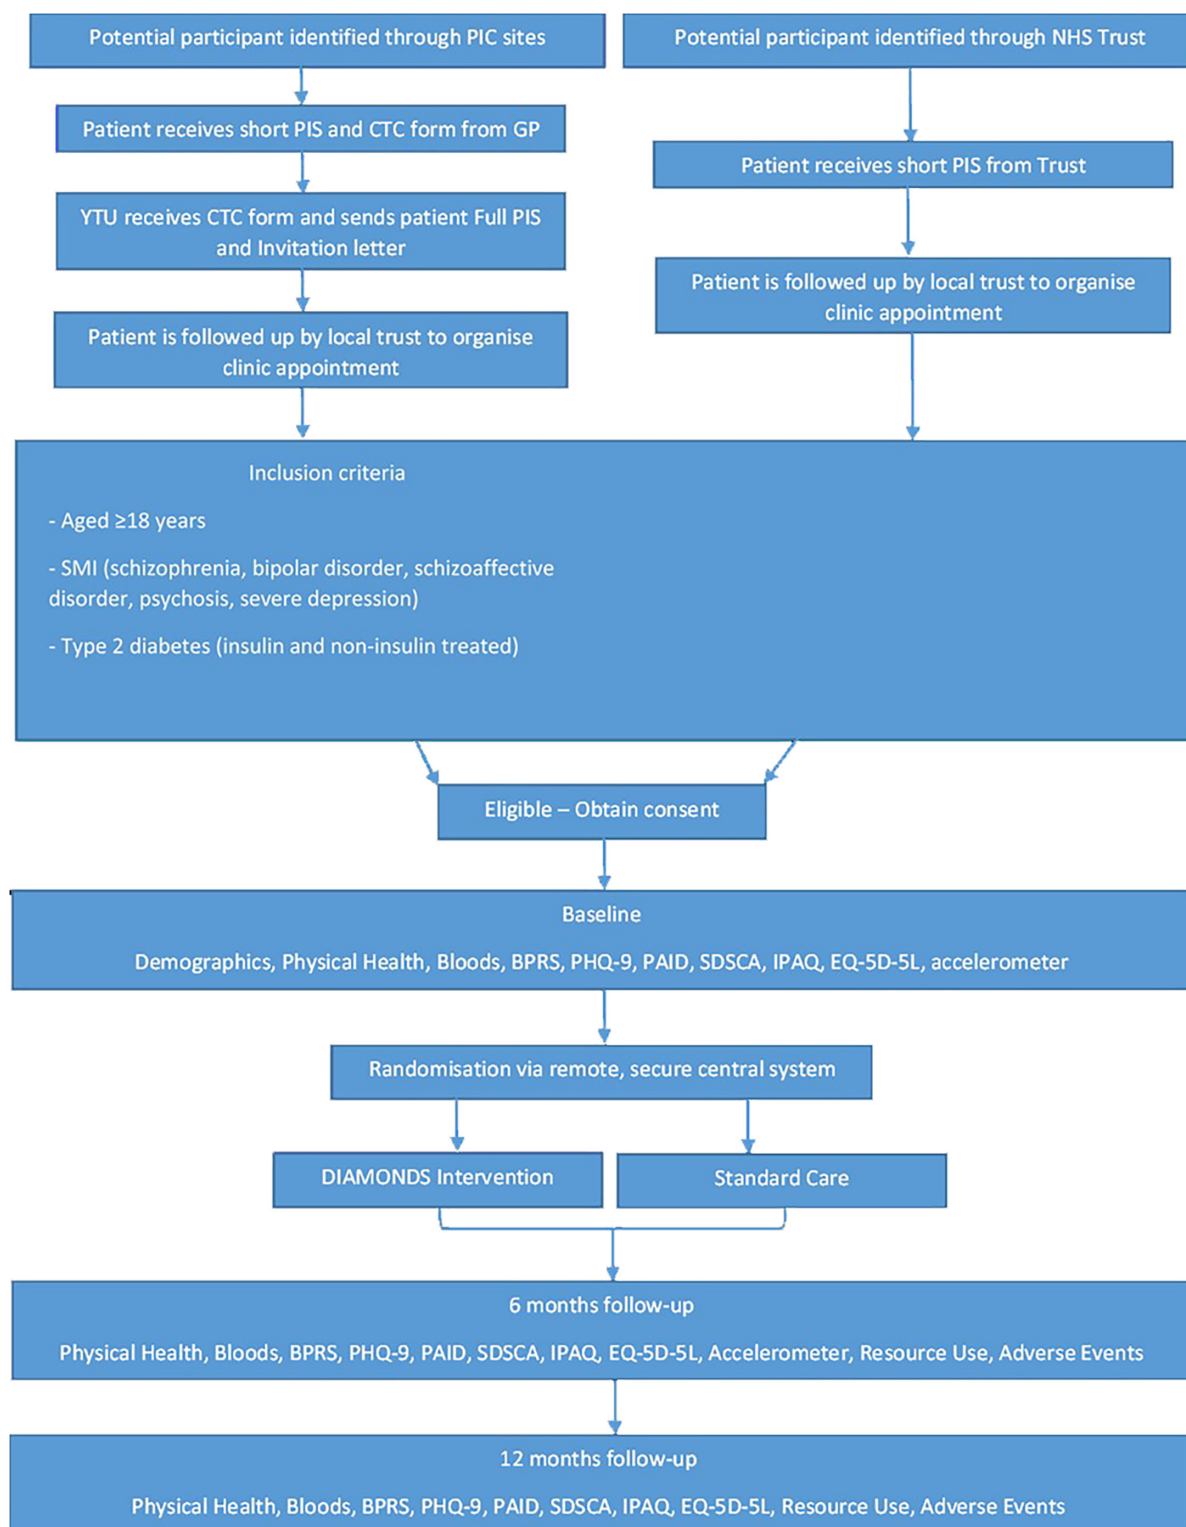 Potential participant identified through PIC sites
Potential participant identified through NHS Trust
Patient receives short PIS and CTC form from GP
Patient receives short PIS from Trust
YTU receives CTC form and sends patient Full PIS
and Invitation letter
Patient is followed up by local trust to organise
clinic appointment
Patient is followed up by local trust to organise
clinic appointment
Inclusion criteria
- Aged ≥18 years
- SMI (schizophrenia, bipolar disorder, schizoaffective
disorder, psychosis, severe depression)
- Type 2 diabetes (insulin and non-insulin treated)
Eligible – Obtain consent
Baseline
Demographics, Physical Health, Bloods, BPRS, PHQ-9, PAID, SDSCA, IPAQ, EQ-5D-5L, accelerometer
Randomisation via remote, secure central system
DIAMONDS Intervention
Standard Care
6 months follow-up
Physical Health, Bloods, BPRS, PHQ-9, PAID, SDSCA, IPAQ, EQ-5D-5L, Accelerometer, Resource Use, Adverse Events
12 months follow-up
Physical Health, Bloods, BPRS, PHQ-9, PAID, SDSCA, IPAQ, EQ-5D-5L, Resource Use, Adverse Events